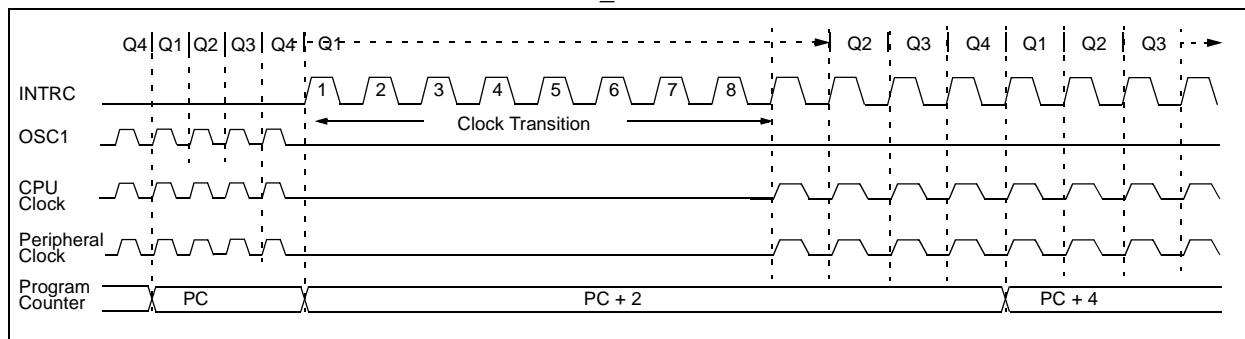 Q4 Q1 Q2 Q3 Q4 Q1 Q2 Q3 Q4 Q1 Q2 Q3
INTRC
1 2 3 4 5 6 7 8
Clock Transition
OSC1
CPU
Clock
Peripheral
Clock
Program
Counter
PC PC + 2 PC + 4